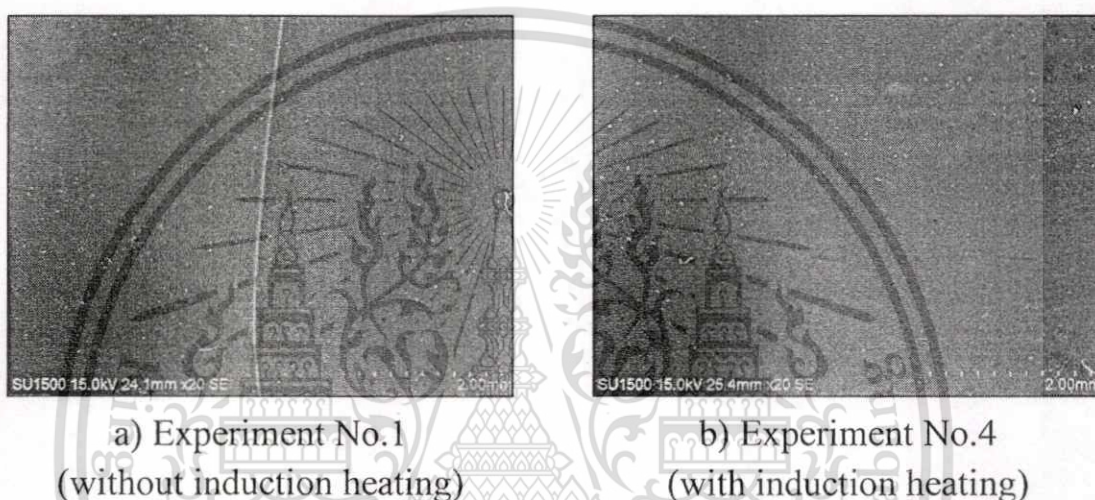 SU1500 15.0kV 24.1mm x20 SE 2.00mm
SU1500 15.0kV 25.4mm x20 SE 2.00mm
a) Experiment No.1
(without induction heating)
b) Experiment No.4
(with induction heating)